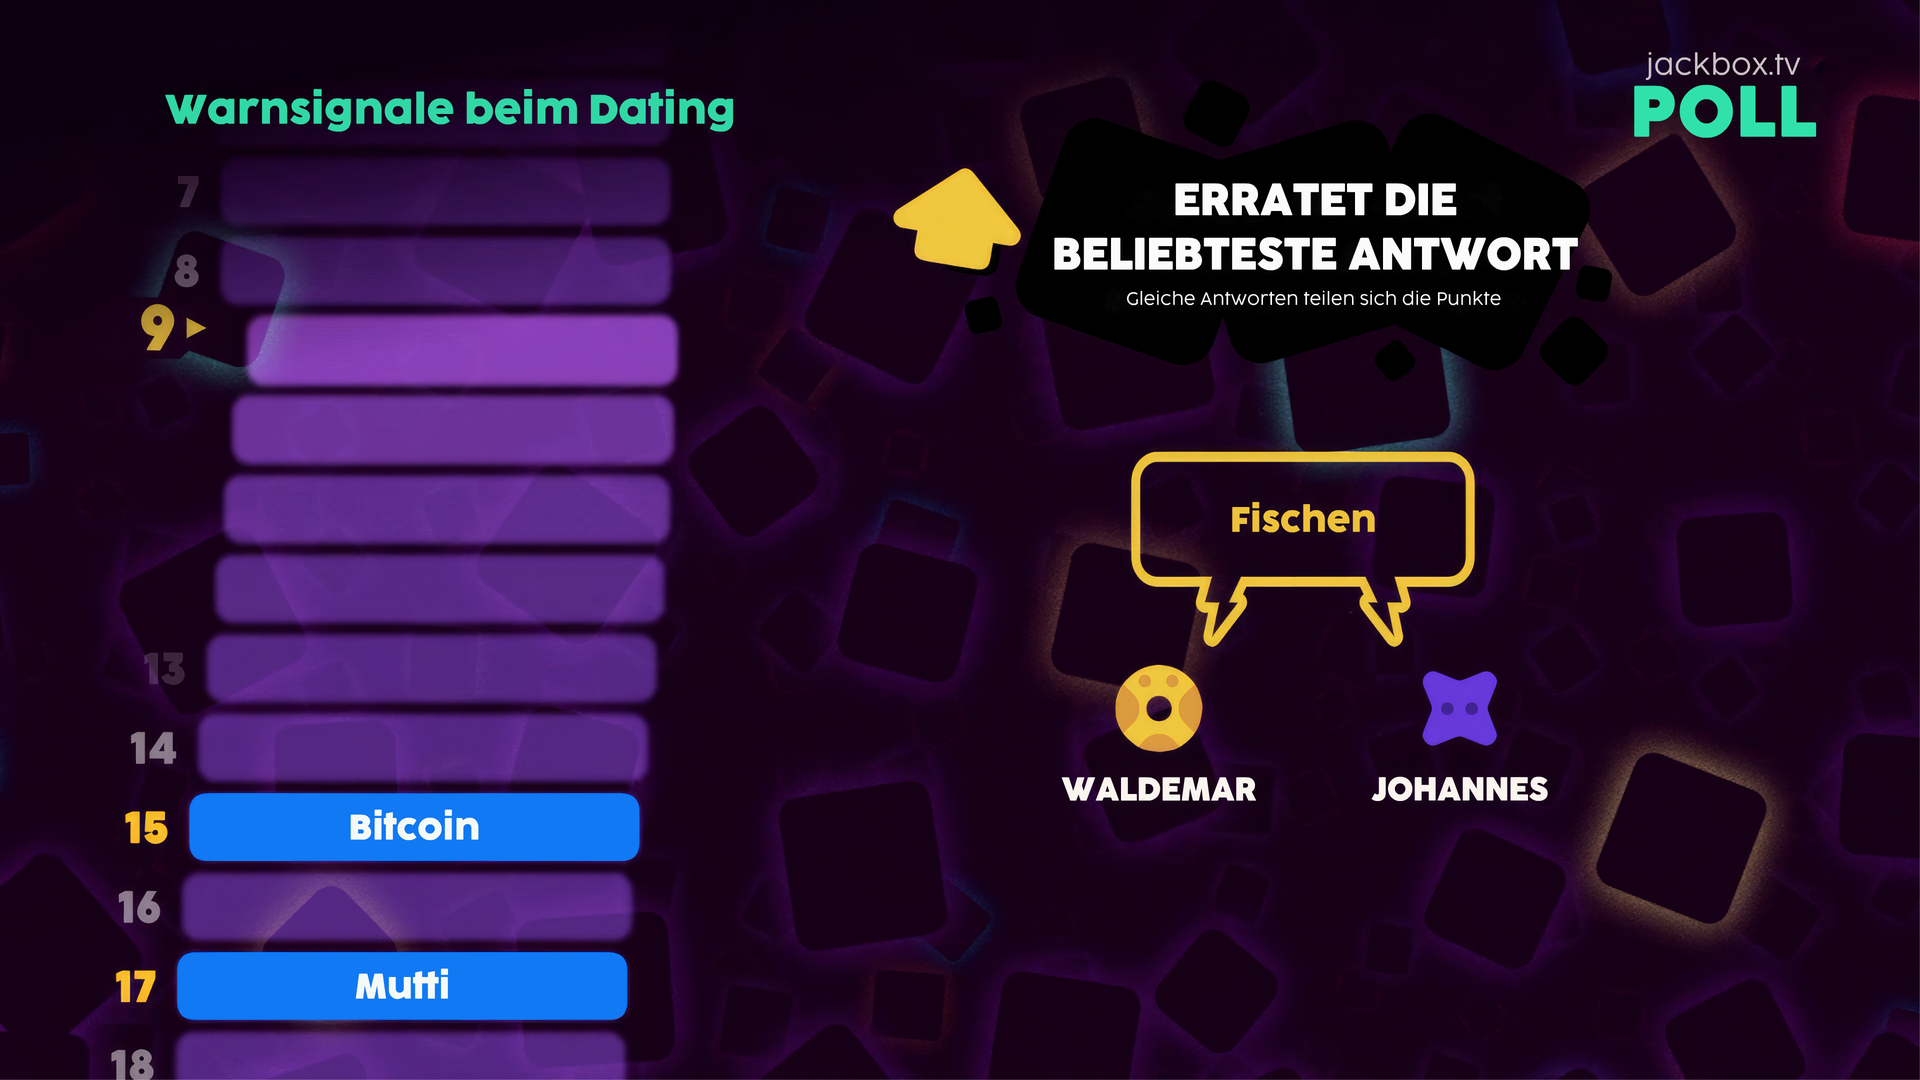 jackbox.tv
POLL
Warnsignale beim Dating
7
8
9
13
14
15 Bitcoin
16
17 Mutti
18
ERRATET DIE
BELIEBTESTE ANTWORT
Gleiche Antworten teilen sich die Punkte
Fischen
WALDEMAR
JOHANNES